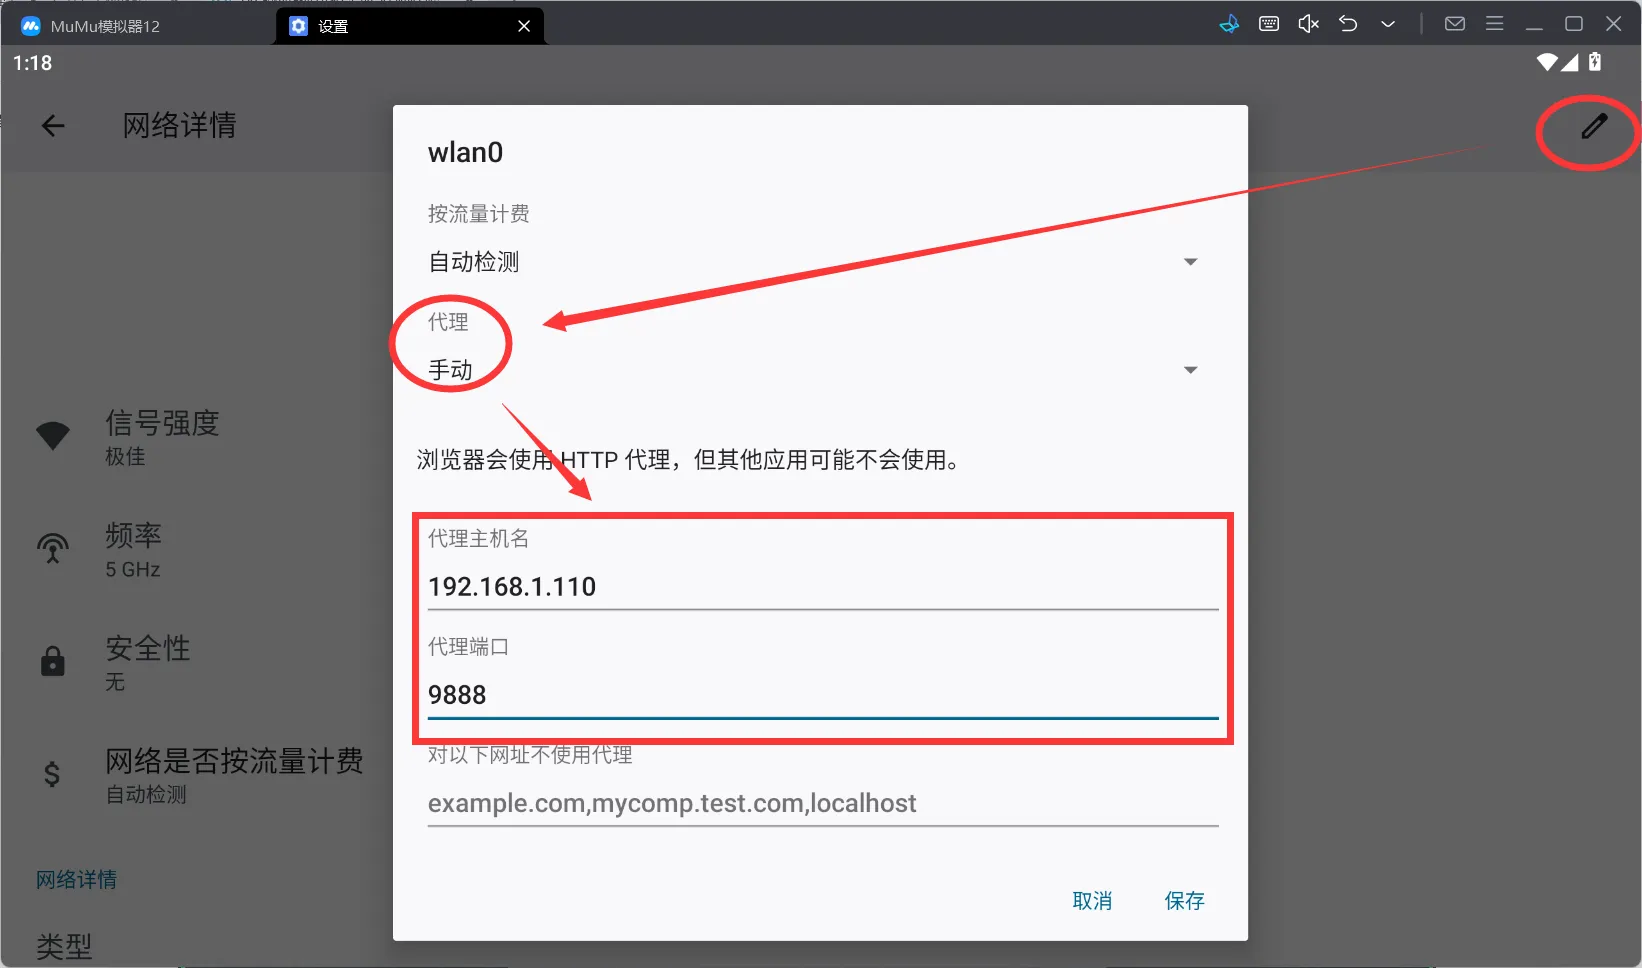 MuMu模拟器12
设置
1:18
网络详情
wlan0
按流量计费
自动检测
代理
手动
浏览器会使用 HTTP 代理，但其他应用可能不会使用。
代理主机名
192.168.1.110
代理端口
9888
对以下网址不使用代理
example.com,mycomp.test.com,localhost
取消
保存
信号强度
极佳
频率
5 GHz
安全性
无
网络是否按流量计费
自动检测
网络详情
类型